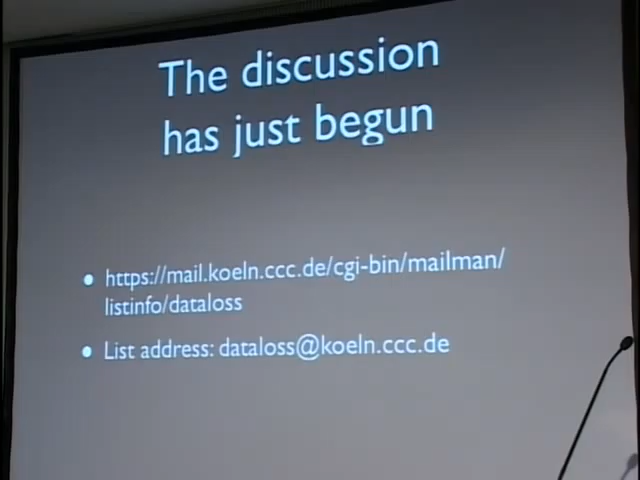 The discussion
has just begun
• https://mail.koeln.ccc.de/cgi-bin/mailman/
listinfo/dataloss
• List address: dataloss@koeln.ccc.de